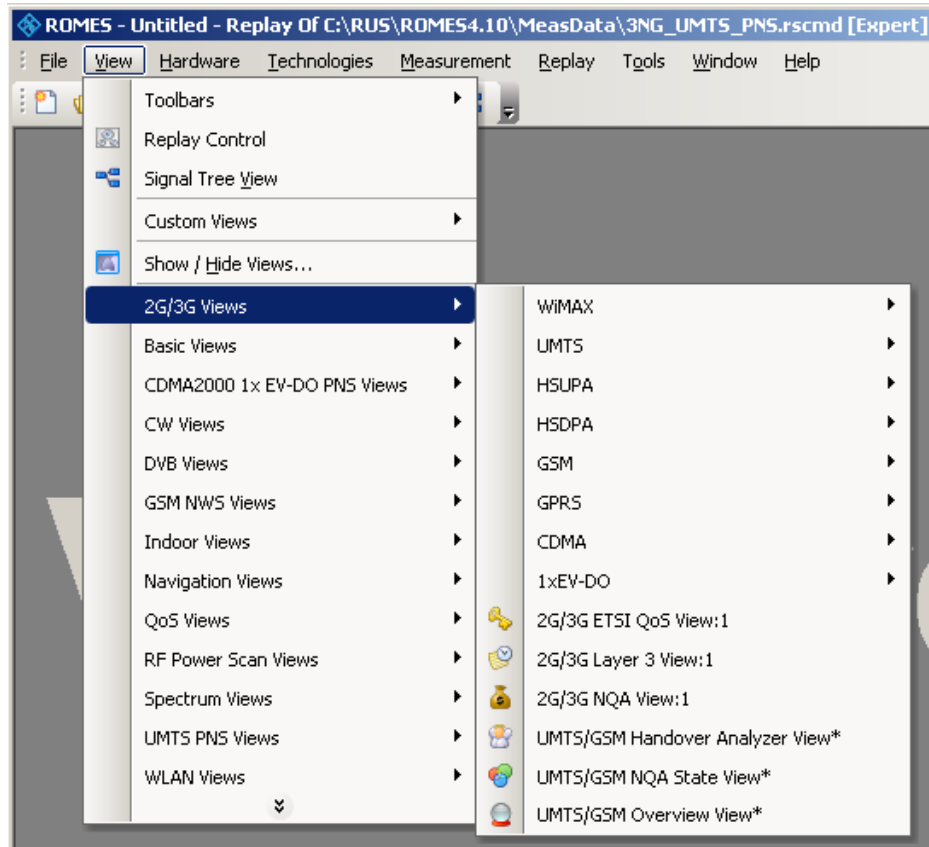 ROMES - Untitled - Replay Of C:\RUS\ROMES4.10\MeasData\3NG_UMTS_PNS.rscmd [Expert]
File View Hardware Technologies Measurement Replay Tools Window Help
Toolbars
Replay Control
Signal Tree View
Custom Views
Show / Hide Views...
2G/3G Views
Basic Views
CDMA2000 1x EV-DO PNS Views
CW Views
DVB Views
GSM NWS Views
Indoor Views
Navigation Views
QoS Views
RF Power Scan Views
Spectrum Views
UMTS PNS Views
WLAN Views
WiMAX
UMTS
HSUPA
HSDPA
GSM
GPRS
CDMA
1xEV-DO
2G/3G ETSI QoS View:1
2G/3G Layer 3 View:1
2G/3G NQA View:1
UMTS/GSM Handover Analyzer View*
UMTS/GSM NQA State View*
UMTS/GSM Overview View*